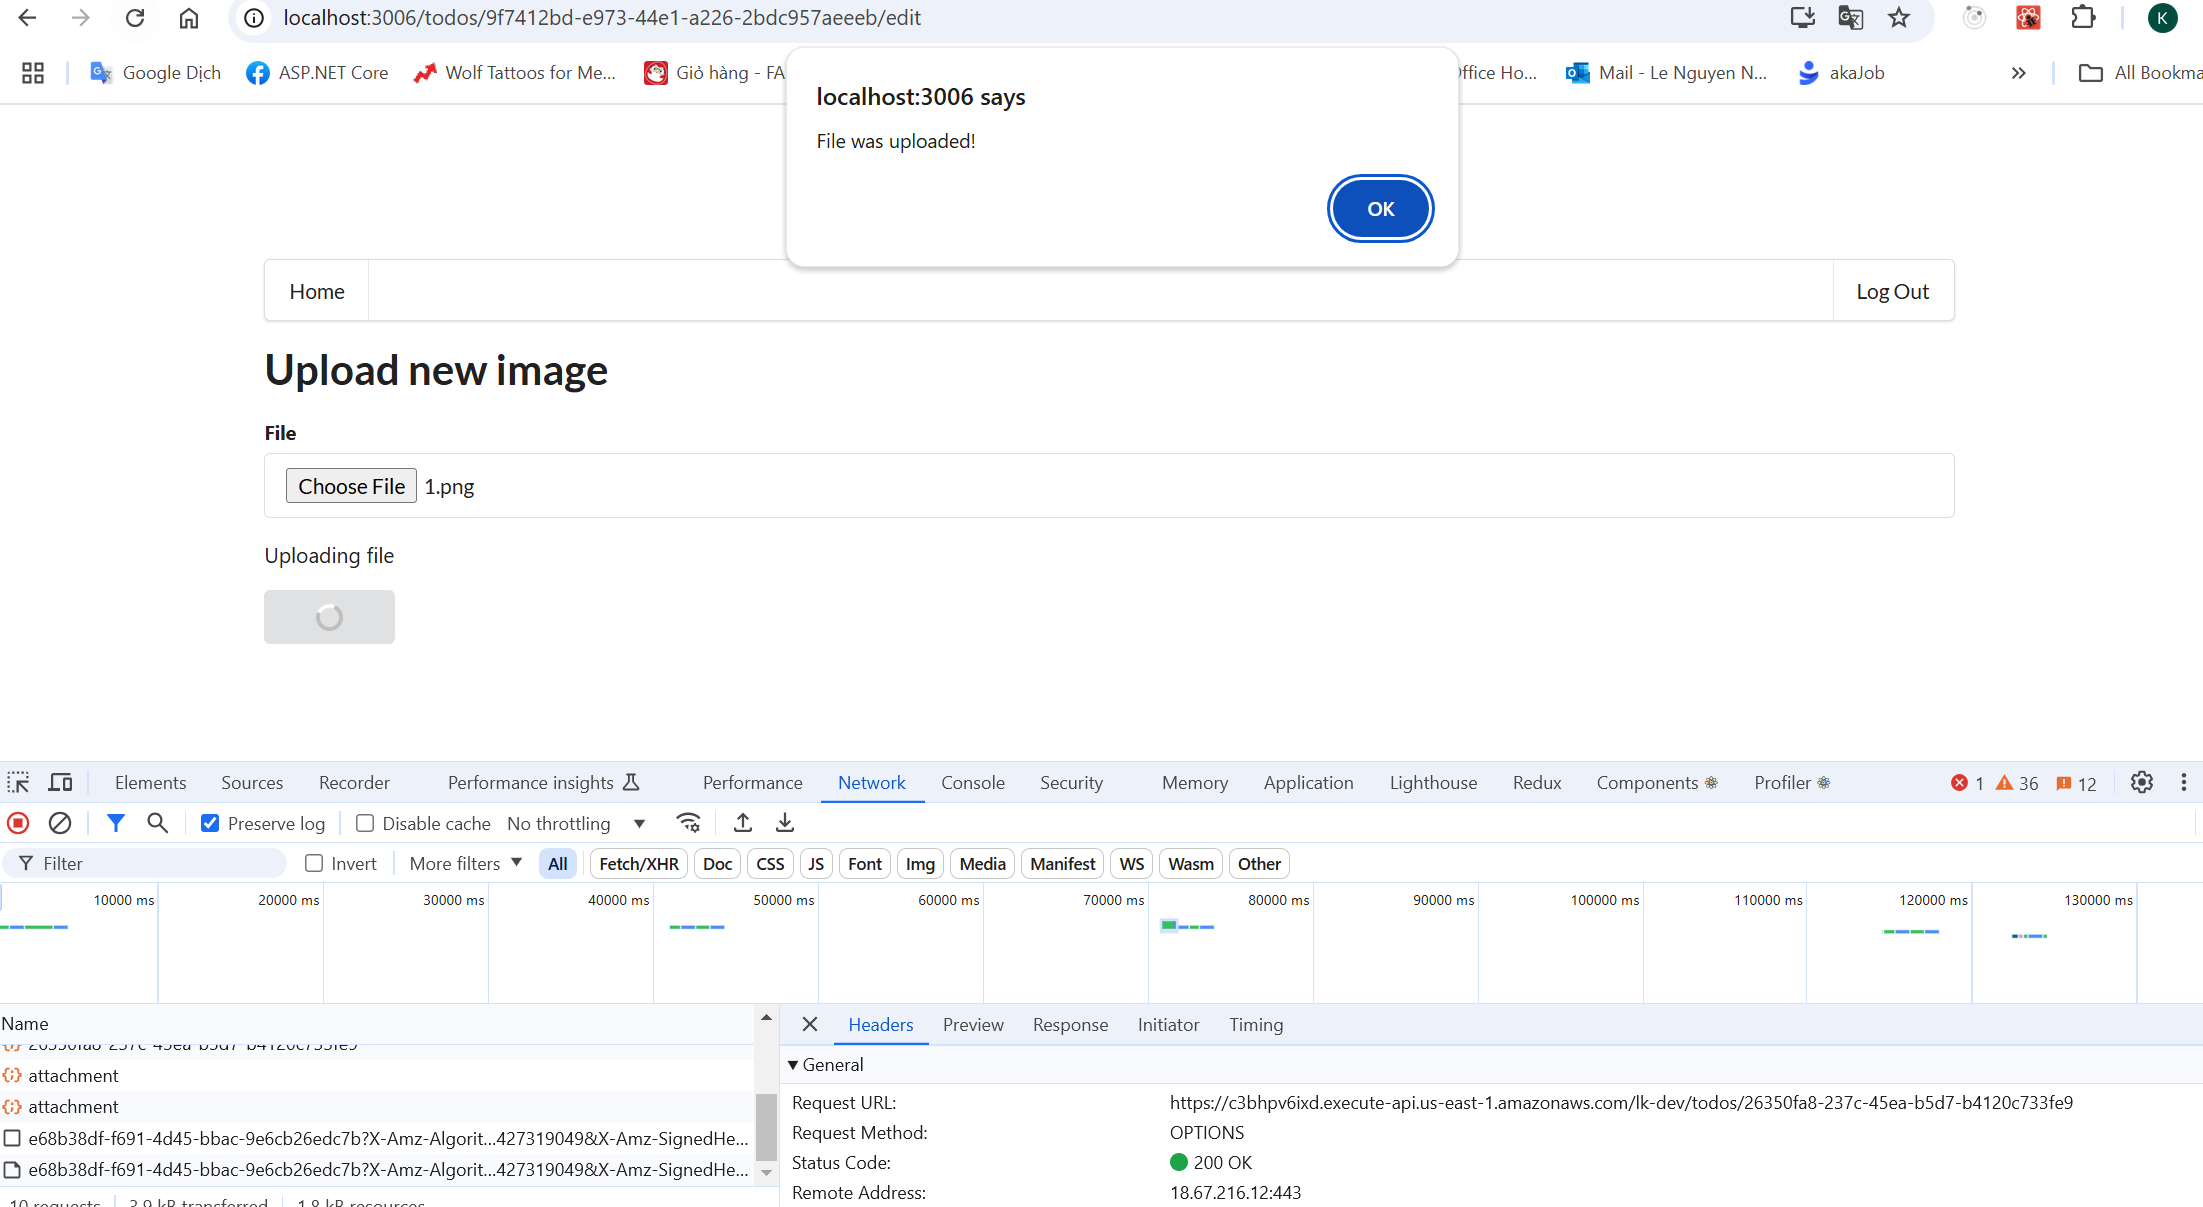 localhost:3006/todos/9f7412bd-e973-44e1-a226-2bdc957aeeeb/edit
K
Google Dịch
ASP.NET Core
Wolf Tattoos for Me...
Giỏ hàng - FA
ffice Ho...
Mail - Le Nguyen N...
akaJob
All Bookma
localhost:3006 says
File was uploaded!
OK
Home
Log Out
Upload new image
File
Choose File 1.png
Uploading file
Elements Sources Recorder Performance insights Performance Network Console Security Memory Application Lighthouse Redux Components Profiler 1 36 12
Preserve log Disable cache No throttling
Filter Invert More filters All Fetch/XHR Doc CSS JS Font Img Media Manifest WS Wasm Other
10000 ms 20000 ms 30000 ms 40000 ms 50000 ms 60000 ms 70000 ms 80000 ms 90000 ms 100000 ms 110000 ms 120000 ms 130000 ms
Name
26350fa8-237c-45ea-b5d7-b4120c733fe9
attachment
attachment
e68b38df-f691-4d45-bbac-9e6cb26edc7b?X-Amz-Algorit...427319049&X-Amz-SignedHe...
e68b38df-f691-4d45-bbac-9e6cb26edc7b?X-Amz-Algorit...427319049&X-Amz-SignedHe...
10 requests 3.9 kB transferred 1.8 kB resources
Headers Preview Response Initiator Timing
General
Request URL: https://c3bhpv6ixd.execute-api.us-east-1.amazonaws.com/lk-dev/todos/26350fa8-237c-45ea-b5d7-b4120c733fe9
Request Method: OPTIONS
Status Code: 200 OK
Remote Address: 18.67.216.12:443